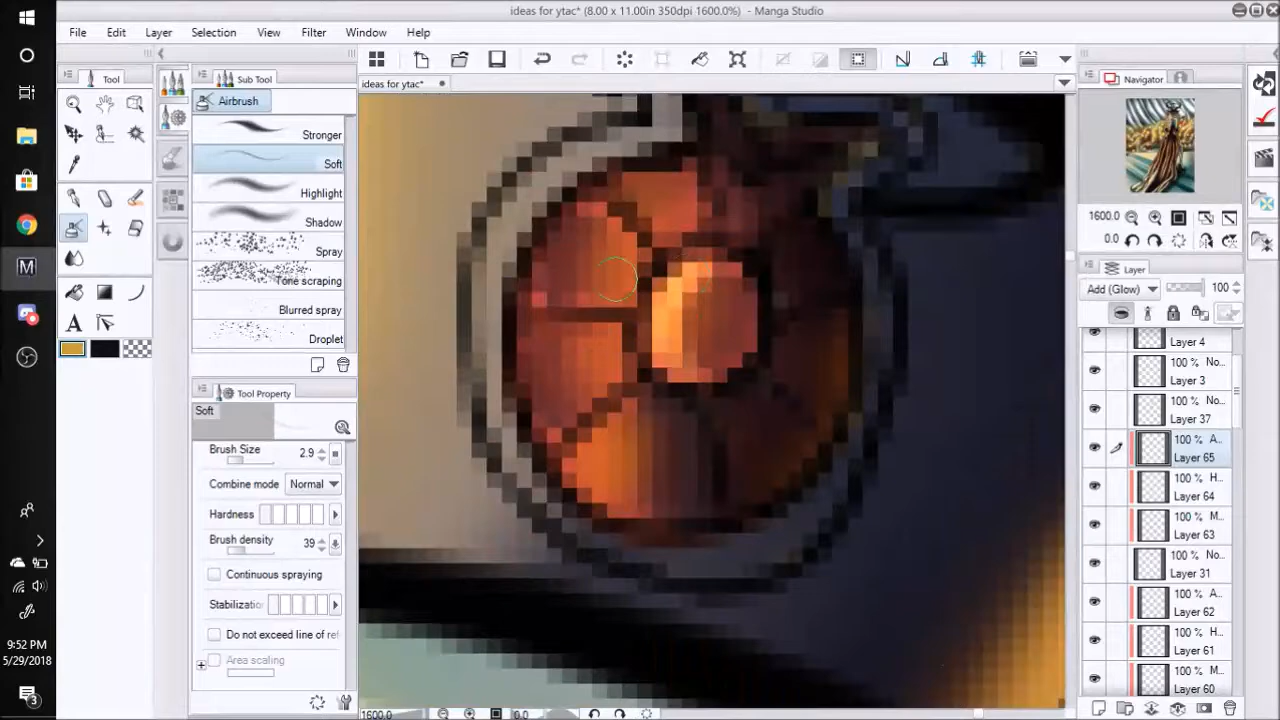 ideas for ytac* (8.00 x 11.00in 350dpi 1600.0%) - Manga Studio
File Edit Layer Selection View Filter Window Help
Tool
Sub Tool
ideas for ytac*
Navigator
Airbrush
Stronger
Soft
Highlight
Shadow
Spray
Tone scraping
Blurred spray
Droplet
Tool Property
Soft
Brush Size 2.9
Combine mode Normal
Hardness
Brush density 39
Continuous spraying
Stabilizatio
Do not exceed line of ref
Area scaling
1600.0
0.0
Layer
Add (Glow) 100
Layer 4
100 % No...
Layer 3
100 % No...
Layer 37
100 % A...
Layer 65
100 % H...
Layer 64
100 % M...
Layer 63
100 % No...
Layer 31
100 % A...
Layer 62
100 % H...
Layer 61
100 % M...
Layer 60
1600.0 0.0
M
9:52 PM
5/29/2018
3